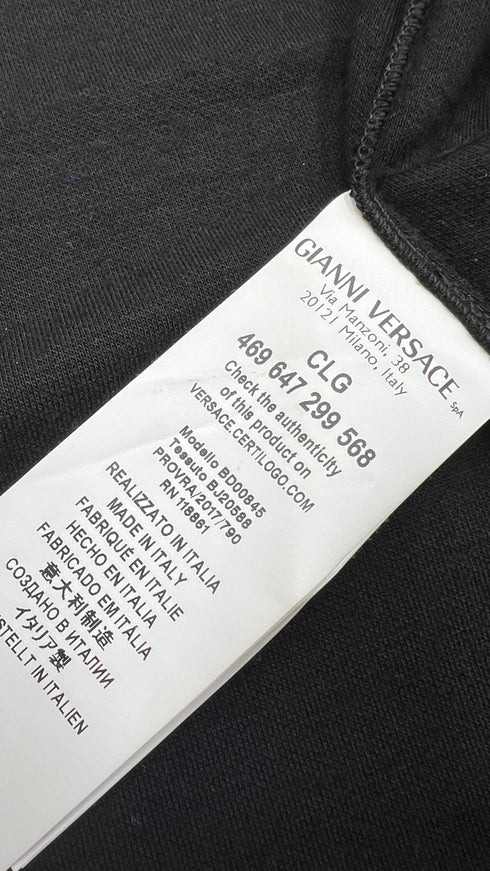 GIANNI VERSACE SpA
Via Manzoni, 38
20121 Milano, Italy
CLG
469 647 299 568
Check the authenticity
of this product on
VERSACE.CERTILOGO.COM
Modello BD00845
Tessuto BJ20588
PROVRA/2017/790
RN 118861
REALIZZATO IN ITALIA
MADE IN ITALY
FABRIQUÉ EN ITALIE
HECHO EN ITALIA
FABRICADO EM ITÁLIA
意大利制造
СОЗДАНО В ИТАЛИИ
イタリア製
STELLT IN ITALIEN